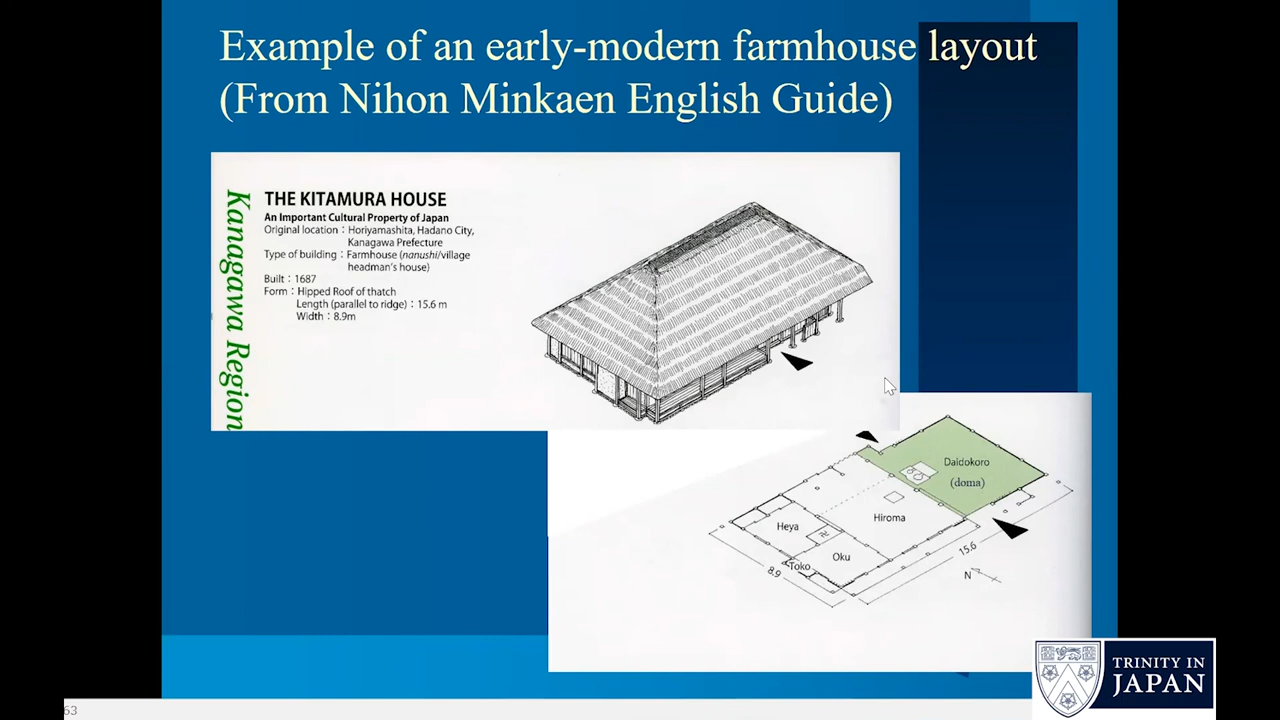 Example of an early-modern farmhouse layout
(From Nihon Minkaen English Guide)
Kanagawa Region
THE KITAMURA HOUSE
An Important Cultural Property of Japan
Original location : Horiyamashita, Hadano City,
Kanagawa Prefecture
Type of building : Farmhouse (nanushi/village
headman's house)
Built : 1687
Form : Hipped Roof of thatch
Length (parallel to ridge) : 15.6 m
Width : 8.9m
Daidokoro
(doma)
Hiroma
Heya
卍
Oku
Toko
8.9
15.6
N
TRINITY IN
JAPAN
63